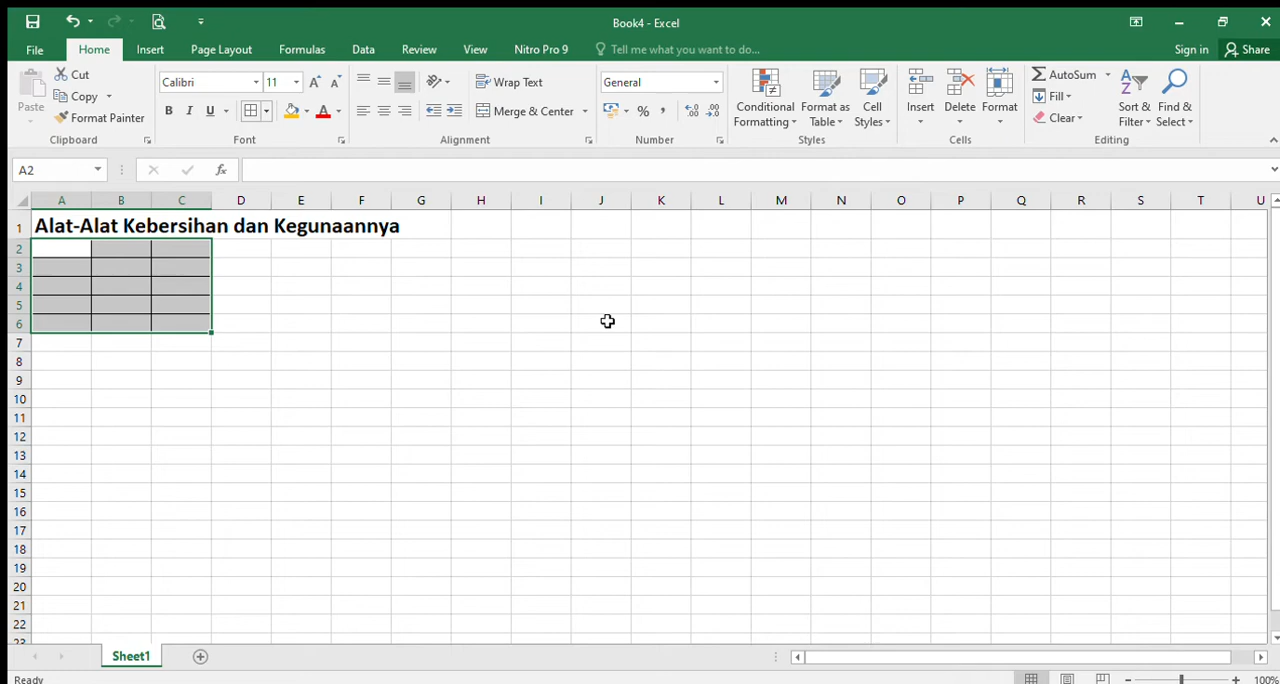 Book4 - Excel
File Home Insert Page Layout Formulas Data Review View Nitro Pro 9 Tell me what you want to do... Sign in Share
Paste Cut Copy Format Painter Clipboard
Calibri 11 B I U Font
Wrap Text Merge & Center Alignment
General % , .00 Number
Conditional Formatting Format as Table Cell Styles Styles
Insert Delete Format Cells
AutoSum Fill Clear Sort & Filter Find & Select Editing
A2 fx
A B C D E F G H I J K L M N O P Q R S T U
1 Alat-Alat Kebersihan dan Kegunaannya
2
3
4
5
6
7
8
9
10
11
12
13
14
15
16
17
18
19
20
21
22
23
Sheet1
Ready 100%